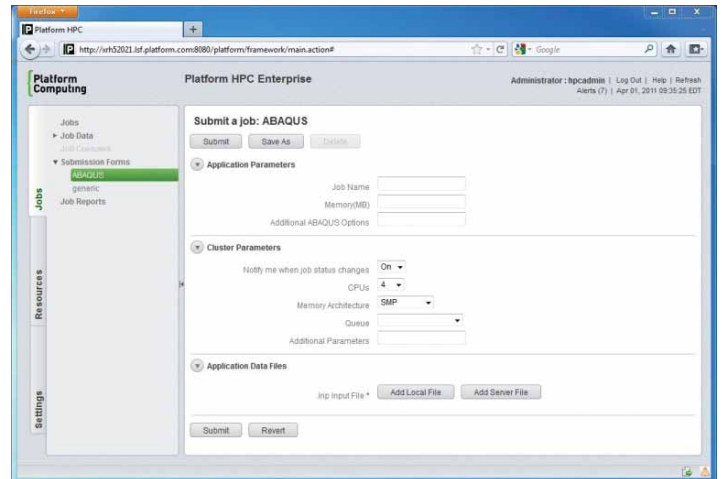 Firefox
Platform HPC
http://xrh52021.lsf.platform.com:8080/platform/framework/main.action#
Google
Platform Computing
Platform HPC Enterprise
Administrator : hpcadmin | Log Out | Help | Refresh
Alerts (7) | Apr 01, 2011 09:35:25 EDT
Jobs
Resources
Settings
Jobs
Job Data
Submission Forms
ABAQUS
generic
Job Reports
Submit a job: ABAQUS
Submit
Save As
Delete
Application Parameters
Job Name
Memory(MB)
Additional ABAQUS Options
Cluster Parameters
Notify me when job status changes
On
CPUs
4
Memory Architecture
SMP
Queue
Additional Parameters
Application Data Files
.inp Input File *
Add Local File
Add Server File
Submit
Revert